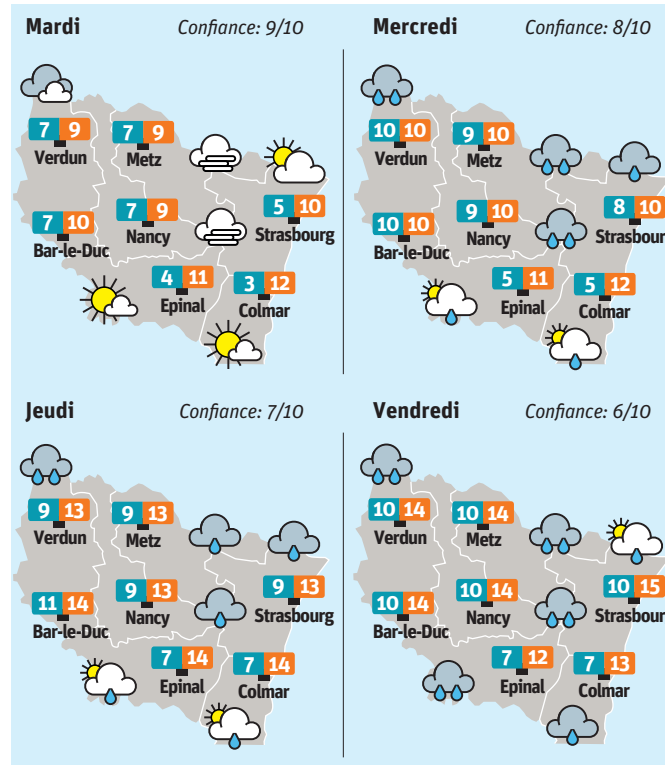 Mardi Confiance: 9/10
7 9
Verdun
7 9
Metz
7 10
Bar-le-Duc
7 9
Nancy
5 10
Strasbourg
4 11
Epinal
3 12
Colmar
Mercredi Confiance: 8/10
10 10
Verdun
9 10
Metz
10 10
Bar-le-Duc
9 10
Nancy
8 10
Strasbour
5 11
Epinal
5 12
Colmar
Jeudi Confiance: 7/10
9 13
Verdun
9 13
Metz
11 14
Bar-le-Duc
9 13
Nancy
9 13
Strasbourg
7 14
Epinal
7 14
Colmar
Vendredi Confiance: 6/10
10 14
Verdun
10 14
Metz
10 14
Bar-le-Duc
10 14
Nancy
10 15
Strasbour
7 12
Epinal
7 13
Colmar